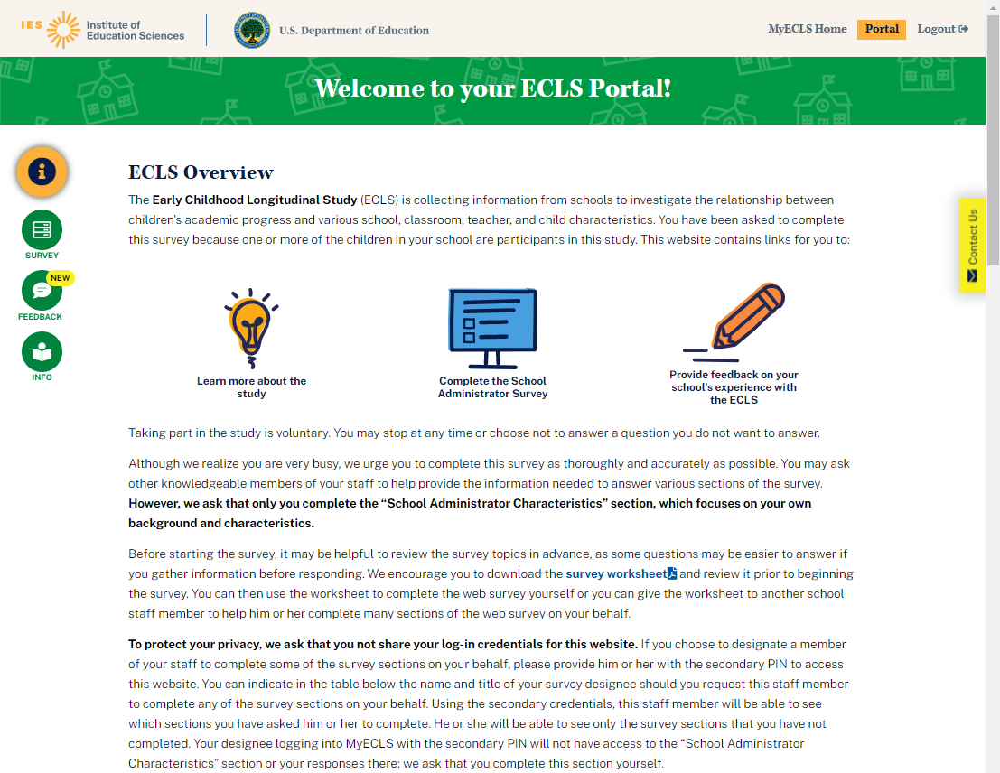 IES Institute of
Education Sciences
U.S. Department of Education
MyECLS Home Portal Logout
Welcome to your ECLS Portal!
SURVEY
NEW
FEEDBACK
INFO
Contact Us
ECLS Overview
The Early Childhood Longitudinal Study (ECLS) is collecting information from schools to investigate the relationship between
children's academic progress and various school, classroom, teacher, and child characteristics. You have been asked to complete
this survey because one or more of the children in your school are participants in this study. This website contains links for you to:
Learn more about the
study
Complete the School
Administrator Survey
Provide feedback on your
school's experience with
the ECLS
Taking part in the study is voluntary. You may stop at any time or choose not to answer a question you do not want to answer.
Although we realize you are very busy, we urge you to complete this survey as thoroughly and accurately as possible. You may ask
other knowledgeable members of your staff to help provide the information needed to answer various sections of the survey.
However, we ask that only you complete the “School Administrator Characteristics” section, which focuses on your own
background and characteristics.
Before starting the survey, it may be helpful to review the survey topics in advance, as some questions may be easier to answer if
you gather information before responding. We encourage you to download the survey worksheet and review it prior to beginning
the survey. You can then use the worksheet to complete the web survey yourself or you can give the worksheet to another school
staff member to help him or her complete many sections of the web survey on your behalf.
To protect your privacy, we ask that you not share your log-in credentials for this website. If you choose to designate a member
of your staff to complete some of the survey sections on your behalf, please provide him or her with the secondary PIN to access
this website. You can indicate in the table below the name and title of your survey designee should you request this staff member
to complete any of the survey sections on your behalf. Using the secondary credentials, this staff member will be able to see
which sections you have asked him or her to complete. He or she will be able to see only the survey sections that you have not
completed. Your designee logging into MyECLS with the secondary PIN will not have access to the “School Administrator
Characteristics” section or your responses there; we ask that you complete this section yourself.